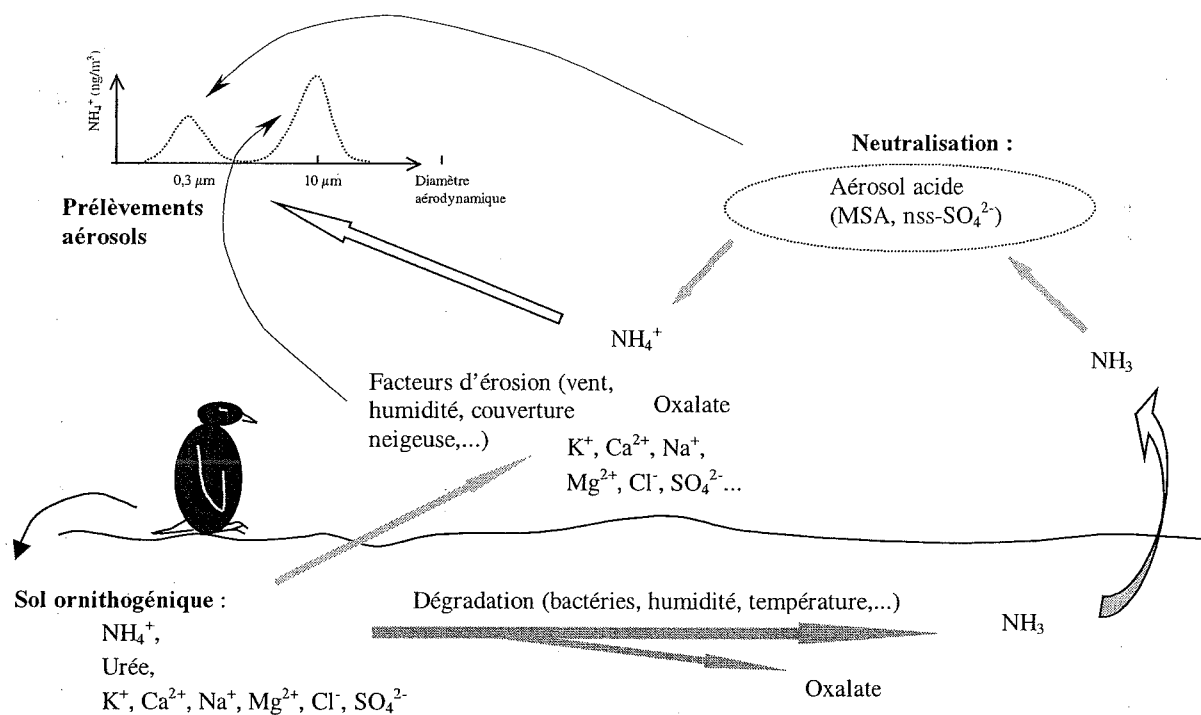 NH₄⁺ (ng/m³)
0,3 µm
10 µm
Diamètre
aérodynamique
Prélèvements
aérosols
Neutralisation :
Aérosol acide
(MSA, nss-SO₄²⁻)
NH₄⁺
NH₃
Facteurs d'érosion (vent,
humidité, couverture
neigeuse,...)
Oxalate
K⁺, Ca²⁺, Na⁺,
Mg²⁺, Cl⁻, SO₄²⁻...
Sol ornithogénique :
NH₄⁺,
Urée,
K⁺, Ca²⁺, Na⁺, Mg²⁺, Cl⁻, SO₄²⁻
Dégradation (bactéries, humidité, température,...)
NH₃
Oxalate